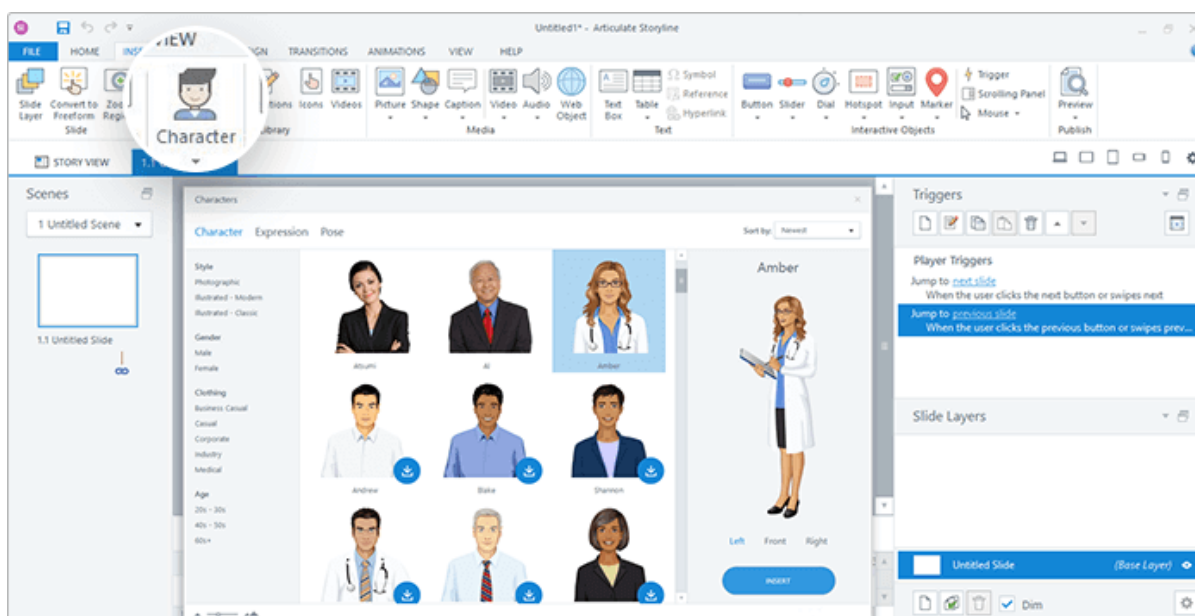 Untitled1* - Articulate Storyline
FILE HOME TRANSITIONS ANIMATIONS VIEW HELP
VIEW
Character
Slide Layer
Convert to Freeform
Slide
Icons
Videos
Picture
Shape
Caption
Video
Audio
Web Object
Media
Text Box
Table
Symbol
Reference
Hyperlink
Text
Button
Slider
Dial
Hotspot
Input
Marker
Trigger
Scrolling Panel
Mouse
Interactive Objects
Preview
Publish
STORY VIEW
1.1
Scenes
1 Untitled Scene
1.1 Untitled Slide
Characters
Character Expression Pose
Sort by: Newest
Style
Photographic
Illustrated - Modern
Illustrated - Classic
Gender
Male
Female
Clothing
Business Casual
Casual
Corporate
Industry
Medical
Age
20s - 30s
40s - 50s
60s+
Atsumi
Al
Amber
Andrew
Blake
Shannon
Amber
Left Front Right
INSERT
Triggers
Player Triggers
Jump to next slide
When the user clicks the next button or swipes next
Jump to previous slide
When the user clicks the previous button or swipes prev...
Slide Layers
Untitled Slide (Base Layer)
Dim